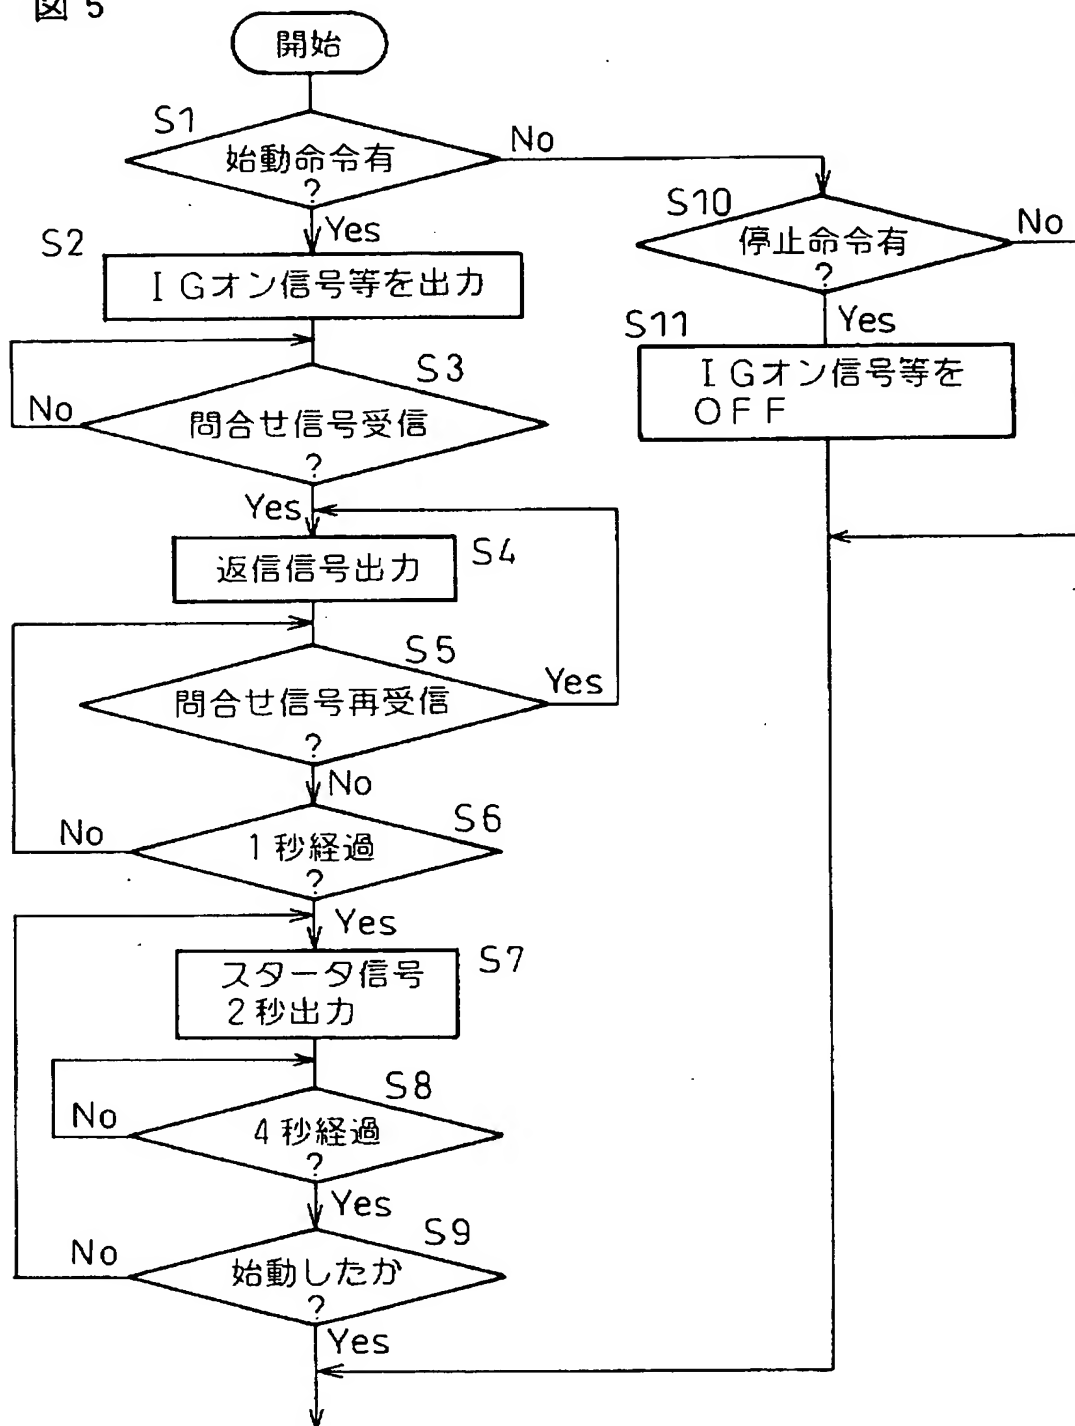 図 5
開始
S1
始動命令有
?
No
Yes
S2
IGオン信号等を出力
S3
問合せ信号受信
?
No
Yes
返信信号出力
S4
S5
問合せ信号再受信
?
Yes
No
S6
1秒経過
?
No
Yes
スタータ信号
2秒出力
S7
S8
4秒経過
?
No
Yes
S9
始動したか
?
No
Yes
S10
停止命令有
?
No
Yes
S11
IGオン信号等を
OFF